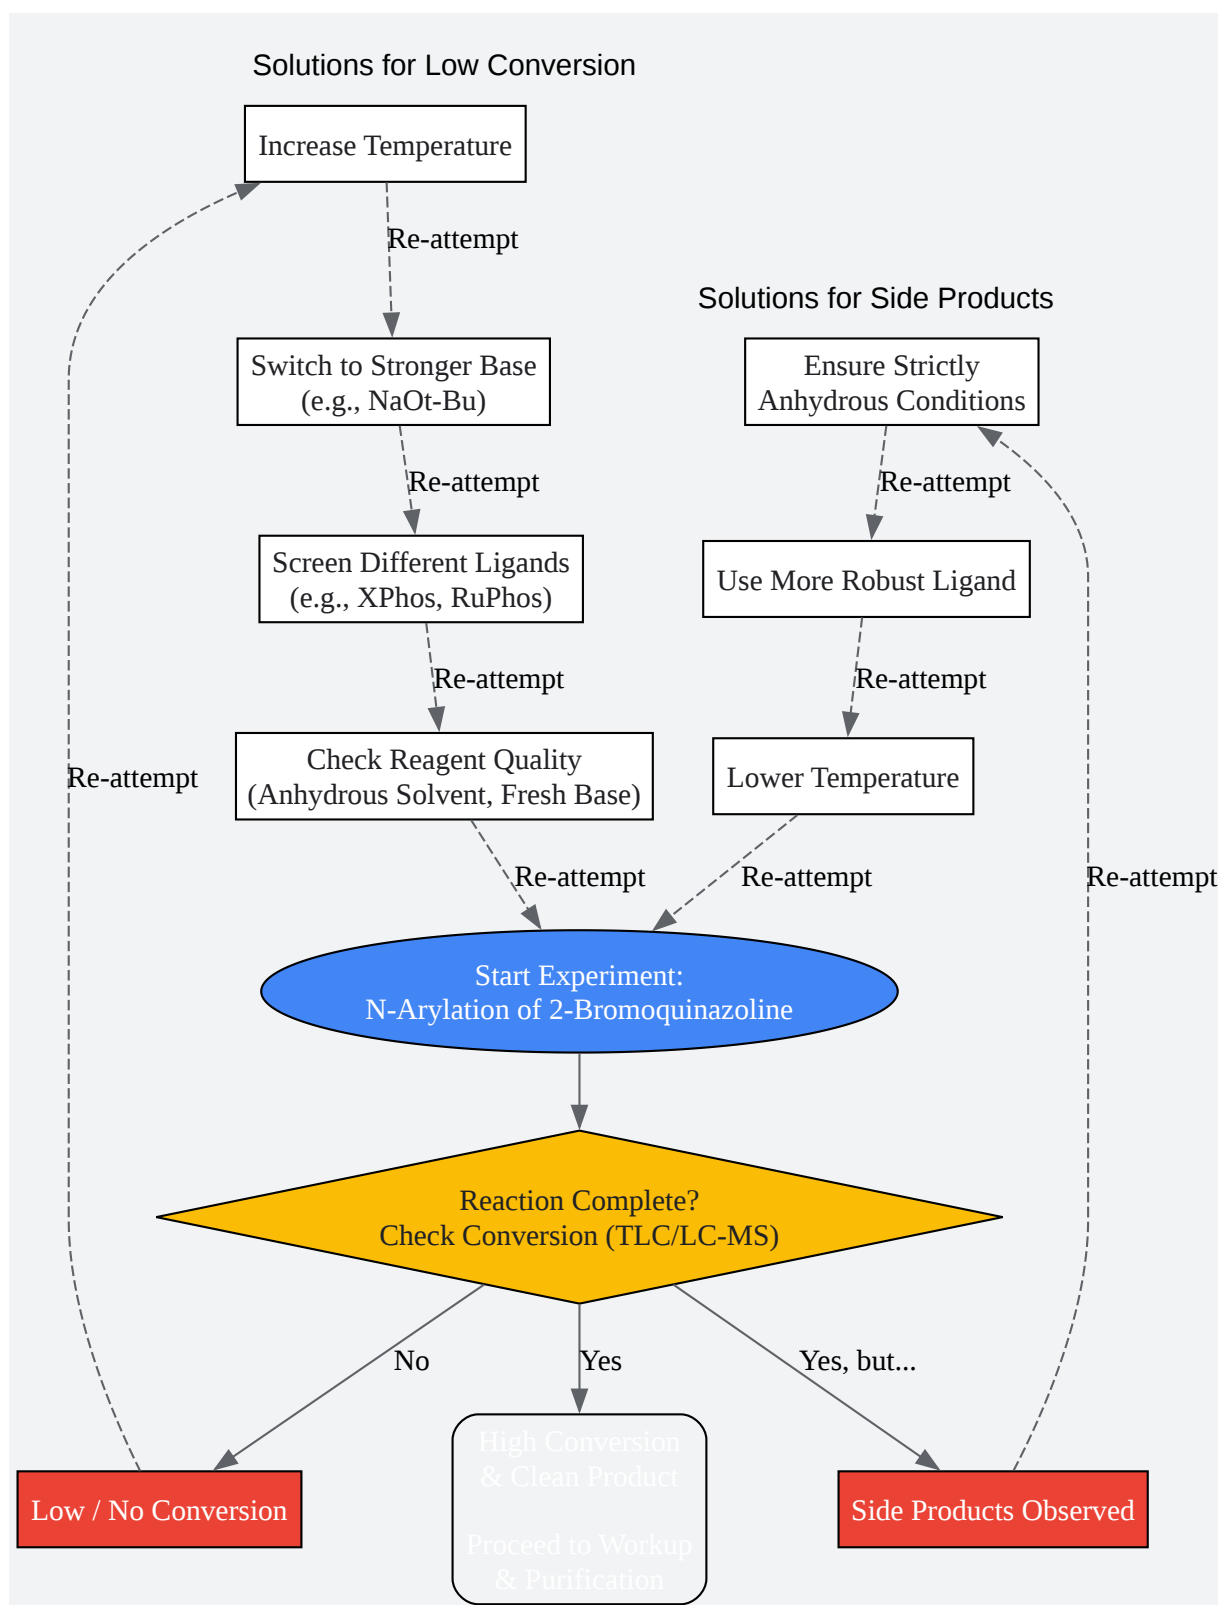 Solutions for Low Conversion
Increase Temperature
Re-attempt
Solutions for Side Products
Switch to Stronger Base
(e.g., NaOt-Bu)
Ensure Strictly
Anhydrous Conditions
Re-attempt
Re-attempt
Screen Different Ligands
(e.g., XPhos, RuPhos)
Use More Robust Ligand
Re-attempt
Re-attempt
Check Reagent Quality
(Anhydrous Solvent, Fresh Base)
Lower Temperature
Re-attempt
Re-attempt
Re-attempt
Re-attempt
Start Experiment:
N-Arylation of 2-Bromoquinazoline
Reaction Complete?
Check Conversion (TLC/LC-MS)
No
Yes
Yes, but...
High Conversion
& Clean Product
Proceed to Workup
& Purification
Low / No Conversion
Side Products Observed